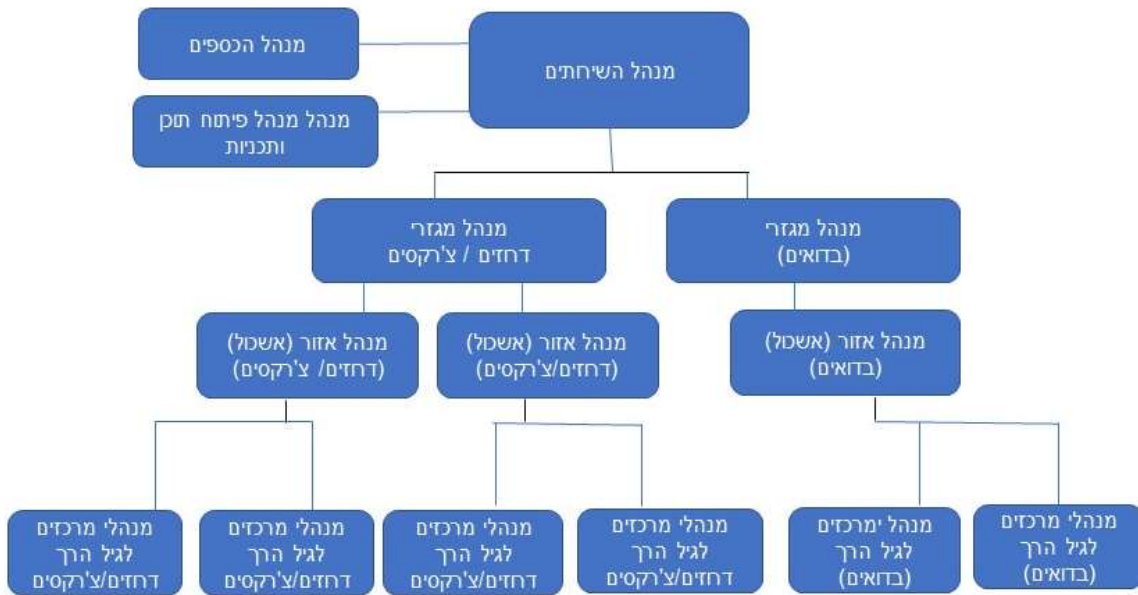 מנהל השירותים
מנהל הכספים
מנהל מנהל פיתוח תוכן
ותכניות
מנהל מגזרי
(בדואים)
מנהל מגזרי
דרוזים / צ'רקסים
מנהל אזור (אשכול)
(בדואים)
מנהל אזור (אשכול)
(דרוזים/צ'רקסים)
מנהל אזור (אשכול)
(דרוזים/ צ'רקסים)
מנהלי מרכזים
לגיל הרך
(בדואים)
מנהל ימרכזים
לגיל הרך
(בדואים)
מנהלי מרכזים
לגיל הרך
דרוזים/צ'רקסים
מנהלי מרכזים
לגיל הרך
דרוזים/צ'רקסים
מנהלי מרכזים
לגיל הרך
דרוזים/צ'רקסים
מנהלי מרכזים
לגיל הרך
דרוזים/צ'רקסים